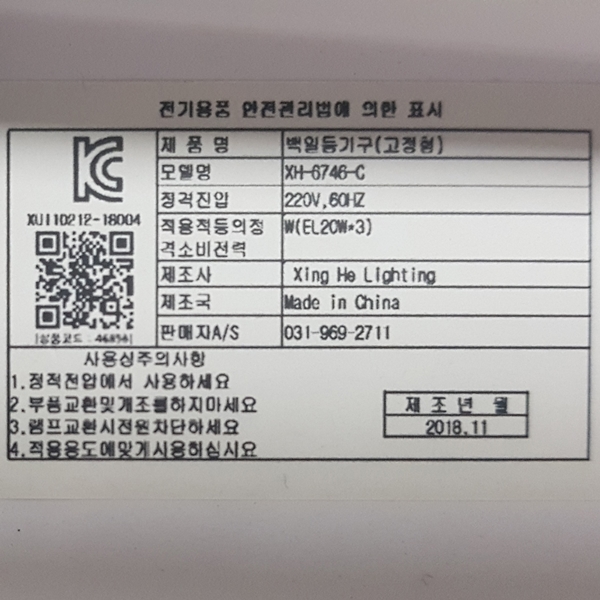 전기용품 안전관리법에 의한 표시
KC
XU110212-18004
[상품코드 : 46856]
제 품 명 백일등기구(고정형)
모델명 XH-6746-C
정격진압 220V,60HZ
적용적등의정 W(EL20W*3)
격소비전력
제조사 Xing He Lighting
제조국 Made in China
판매자A/S 031-969-2711
사용싱주의사항
1.정적전압에서 사용하세요
2.부품교환및개조를하지마세요
3.램프교환시전원차단하세요
4.적용용도에맞게시용하십시요
제 조 년 월
2018.11